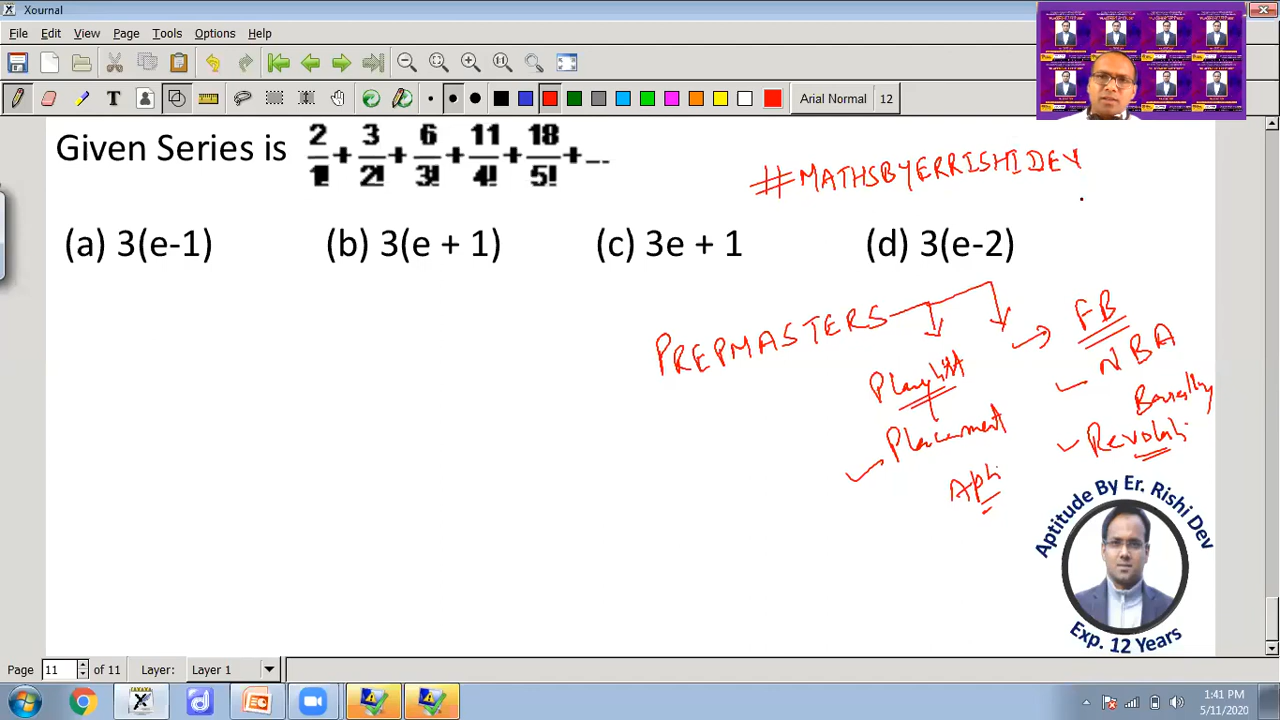 Xournal
File Edit View Page Tools Options Help
Arial Normal 12
Given Series is 2/1! + 3/2! + 6/3! + 11/4! + 18/5! + ...
#MATHSBYERRISHIDEV
(a) 3(e-1) (b) 3(e + 1) (c) 3e + 1 (d) 3(e-2)
PREPMASTERS
FB
NBA
Playlist
Placement
Apti
Aptitude By Er. Rishi Dev
Exp. 12 Years
Page 11 of 11 Layer: Layer 1
1:41 PM
5/11/2020